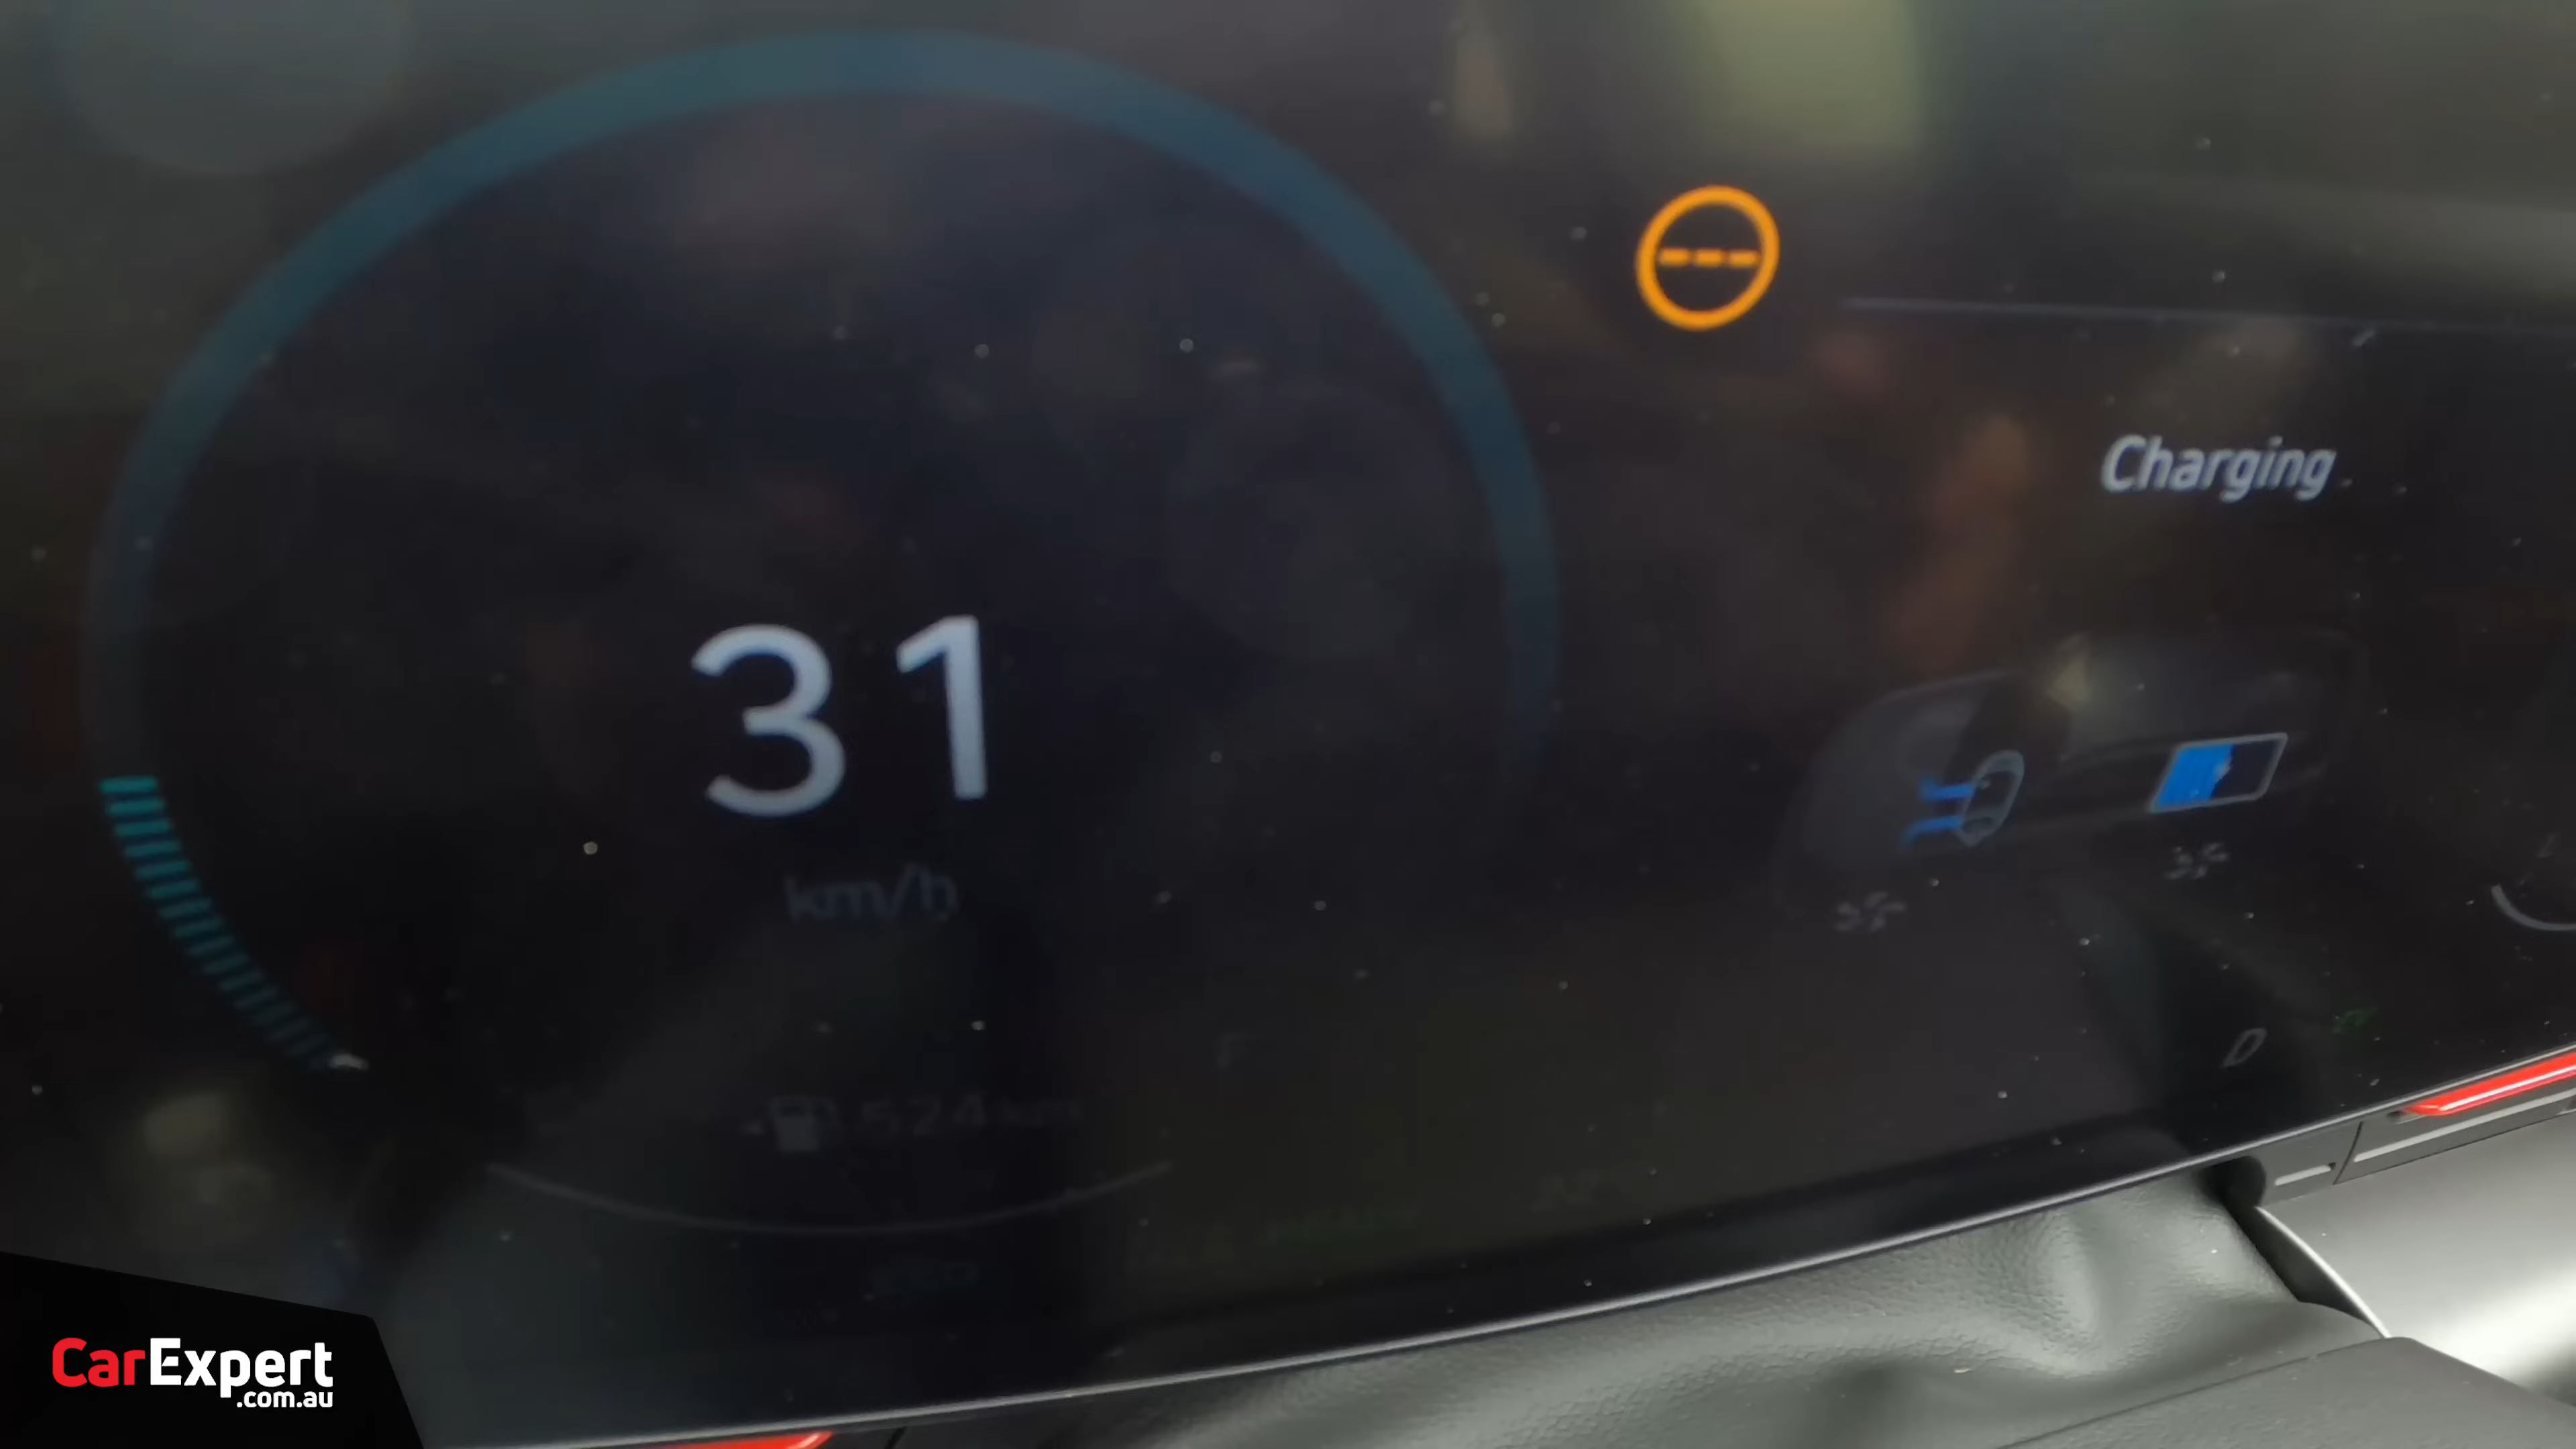 ---
Charging
31
km/h
524 km
D
CarExpert
.com.au